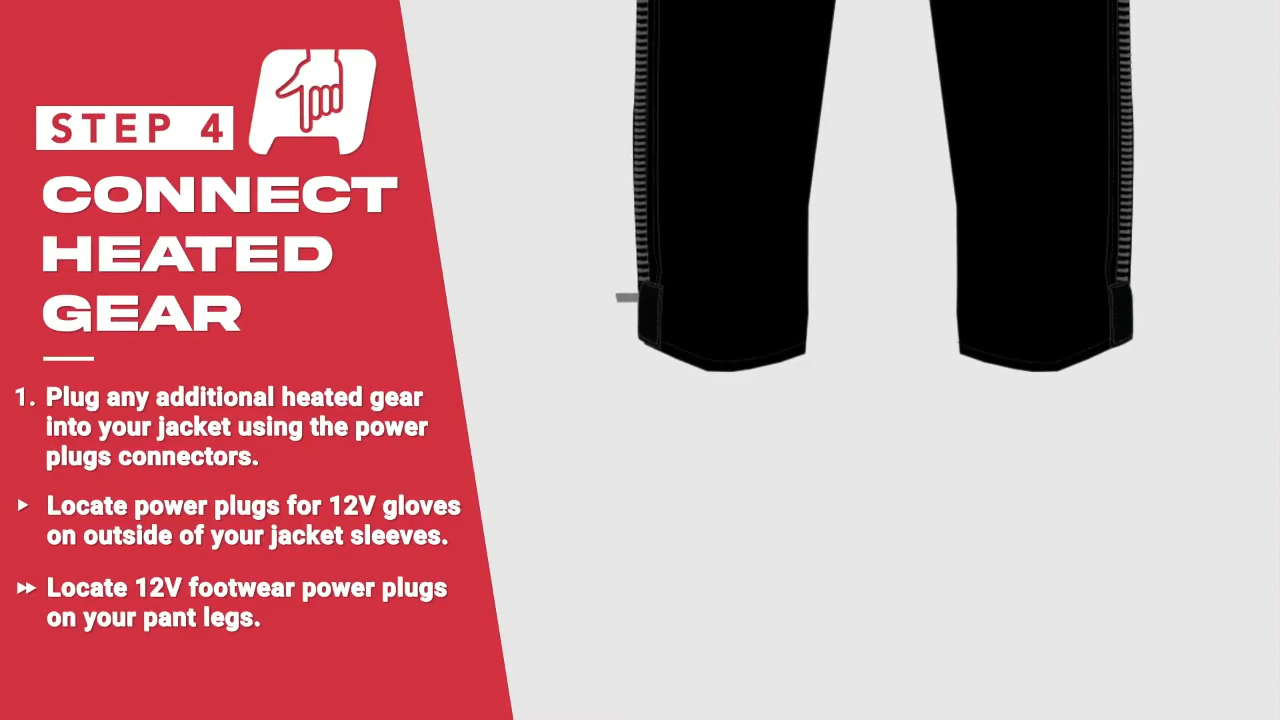 STEP 4
CONNECT
HEATED
GEAR
1. Plug any additional heated gear
into your jacket using the power
plugs connectors.
Locate power plugs for 12V gloves
on outside of your jacket sleeves.
Locate 12V footwear power plugs
on your pant legs.